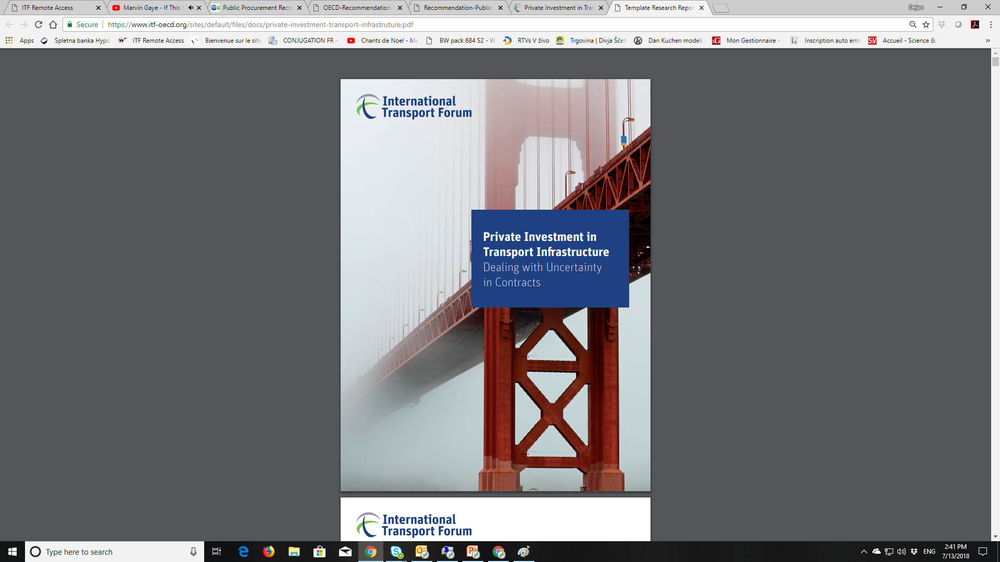 ITF Remote Access
Marvin Gaye - If This
Public Procurement Reco
OECD-Recommendation-
Recommendation-Public-
Private Investment in Tra
Template Research Repor
Dejan
Secure
https://www.itf-oecd.org/sites/default/files/docs/private-investment-transport-infrastruture.pdf
Apps
Spletna banka Hypo
ITF Remote Access
Bienvenue sur le site
CONJUGATION FR -
Chants de Noel - Me
BW pack 684 S2 - W
RTVs V živo
Trgovina | Divja Ščet
Dan Kuchen modeli
Mon Gestionnaire -
Inscription auto entr
Accueil - Science &
»
International
Transport Forum
Private Investment in
Transport Infrastructure
Dealing with Uncertainty
in Contracts
International
Transport Forum
Type here to search
ENG
2:41 PM
7/13/2018